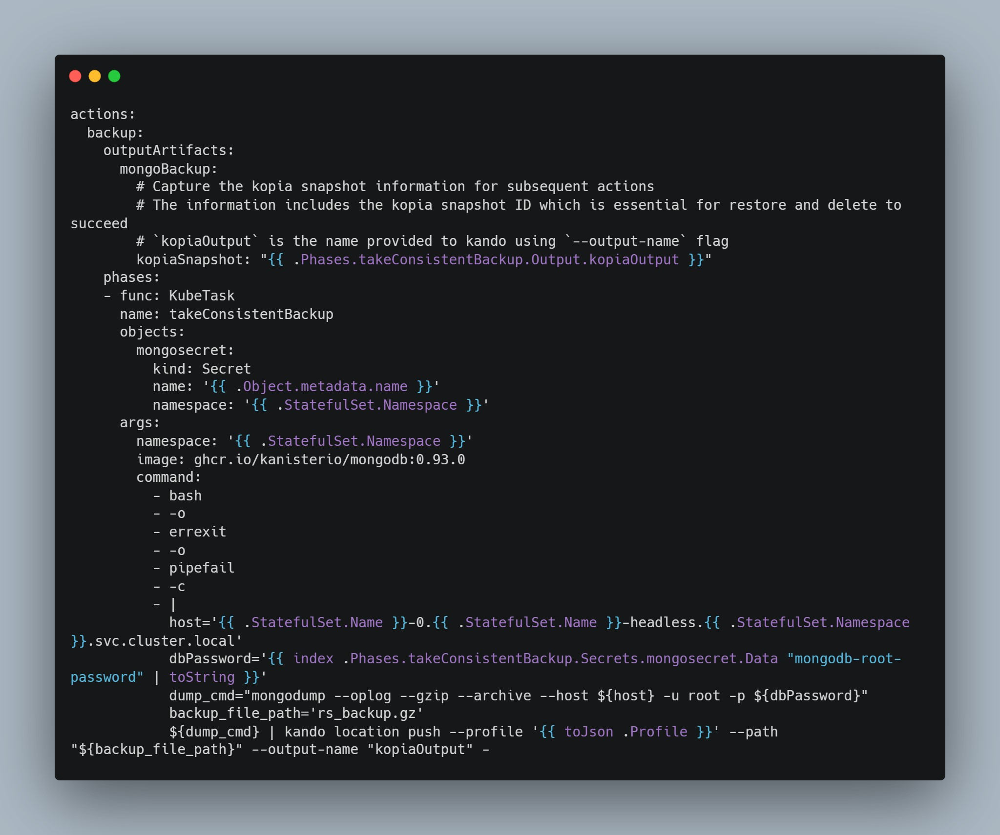 actions:
  backup:
    outputArtifacts:
      mongoBackup:
        # Capture the kopia snapshot information for subsequent actions
        # The information includes the kopia snapshot ID which is essential for restore and delete to
succeed
        # `kopiaOutput` is the name provided to kando using `--output-name` flag
        kopiaSnapshot: "{{ .Phases.takeConsistentBackup.Output.kopiaOutput }}"
    phases:
    - func: KubeTask
      name: takeConsistentBackup
      objects:
        mongosecret:
          kind: Secret
          name: '{{ .Object.metadata.name }}'
          namespace: '{{ .StatefulSet.Namespace }}'
      args:
        namespace: '{{ .StatefulSet.Namespace }}'
        image: ghcr.io/kanisterio/mongodb:0.93.0
        command:
          - bash
          - -o
          - errexit
          - -o
          - pipefail
          - -c
          - |
            host='{{ .StatefulSet.Name }}-0.{{ .StatefulSet.Name }}-headless.{{ .StatefulSet.Namespace
}}.svc.cluster.local'
            dbPassword='{{ index .Phases.takeConsistentBackup.Secrets.mongosecret.Data "mongodb-root-
password" | toString }}'
            dump_cmd="mongodump --oplog --gzip --archive --host ${host} -u root -p ${dbPassword}"
            backup_file_path='rs_backup.gz'
            ${dump_cmd} | kando location push --profile '{{ toJson .Profile }}' --path
"${backup_file_path}" --output-name "kopiaOutput" -